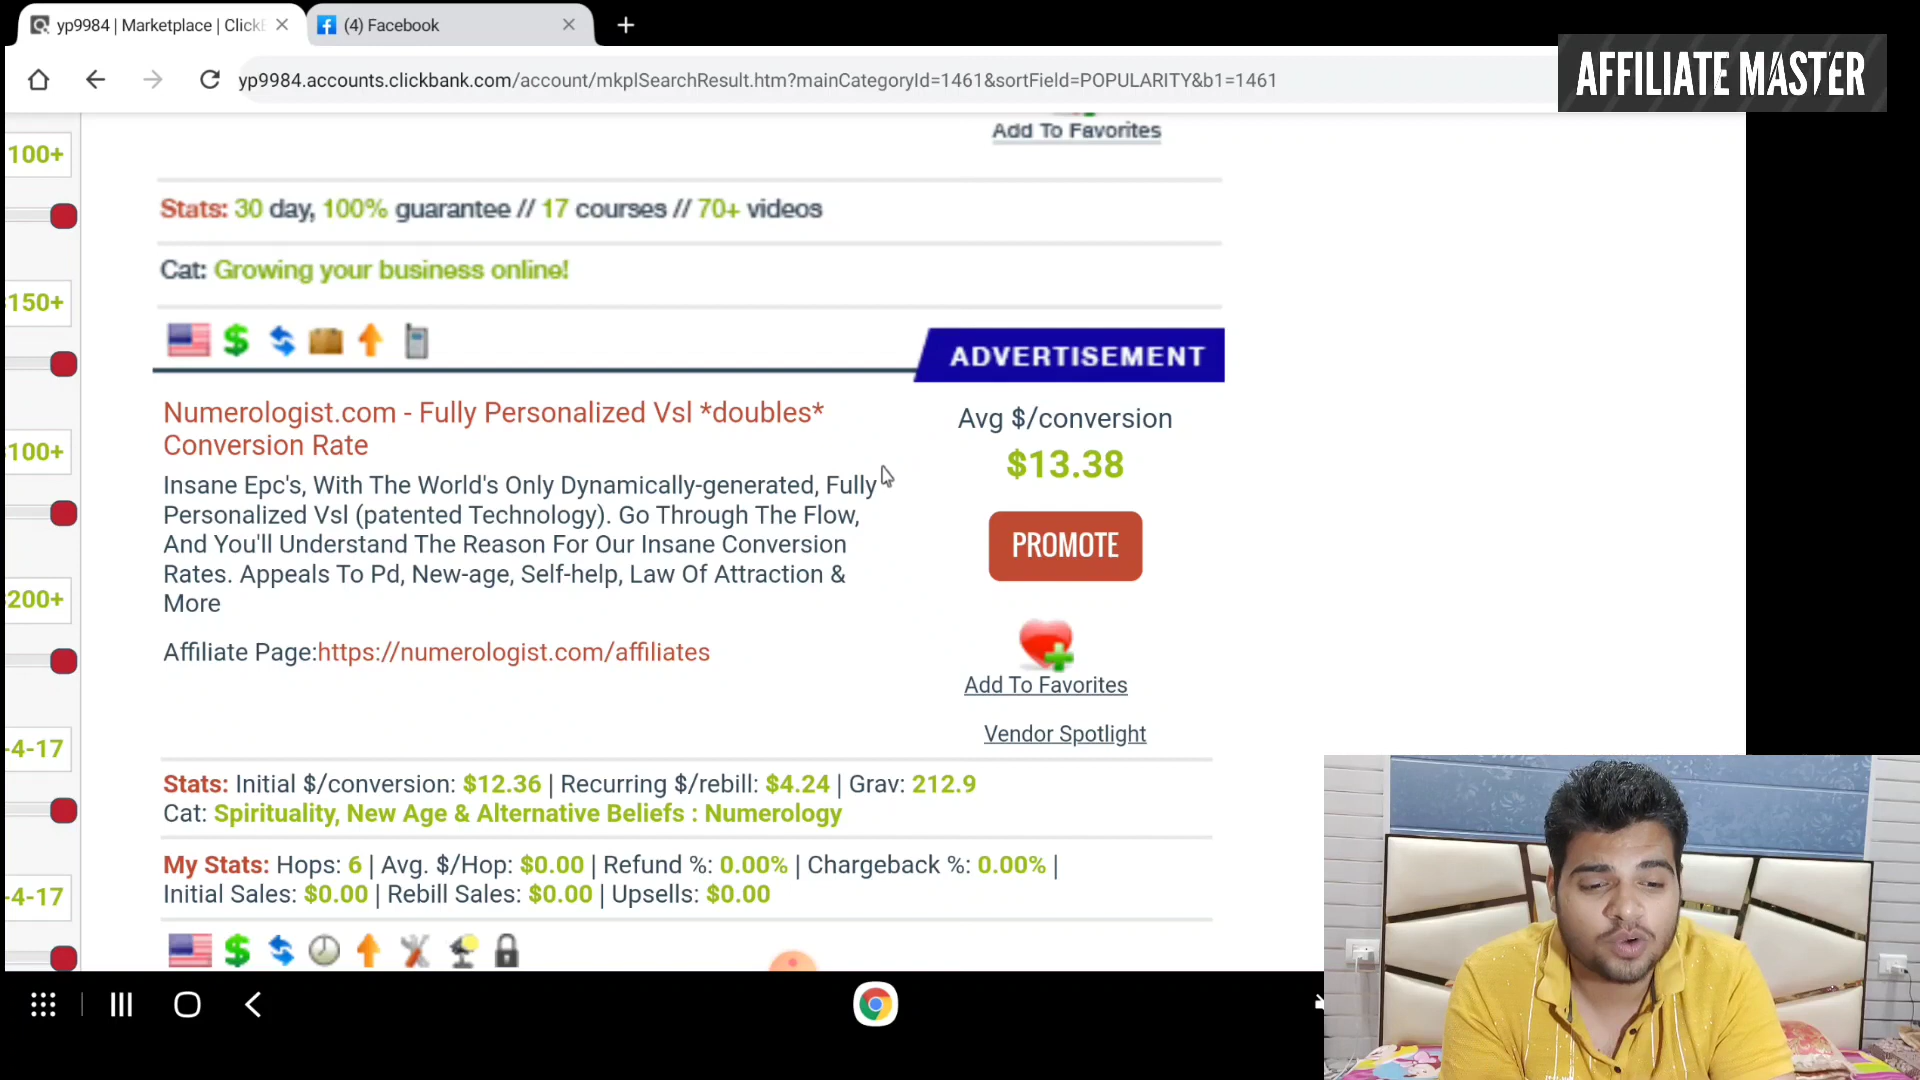 yp9984 | Marketplace | Click
(4) Facebook
yp9984.accounts.clickbank.com/account/mkplSearchResult.htm?mainCategoryId=1461&sortField=POPULARITY&b1=1461
AFFILIATE MASTER
Add To Favorites
100+
Stats: 30 day, 100% guarantee // 17 courses // 70+ videos
Cat: Growing your business online!
150+
ADVERTISEMENT
Numerologist.com - Fully Personalized Vsl *doubles*
Conversion Rate
Avg $/conversion
$13.38
100+
Insane Epc's, With The World's Only Dynamically-generated, Fully
Personalized Vsl (patented Technology). Go Through The Flow,
And You'll Understand The Reason For Our Insane Conversion
Rates. Appeals To Pd, New-age, Self-help, Law Of Attraction &
More
PROMOTE
200+
Affiliate Page:https://numerologist.com/affiliates
Add To Favorites
Vendor Spotlight
-4-17
Stats: Initial $/conversion: $12.36 | Recurring $/rebill: $4.24 | Grav: 212.9
Cat: Spirituality, New Age & Alternative Beliefs : Numerology
My Stats: Hops: 6 | Avg. $/Hop: $0.00 | Refund %: 0.00% | Chargeback %: 0.00% |
Initial Sales: $0.00 | Rebill Sales: $0.00 | Upsells: $0.00
-4-17